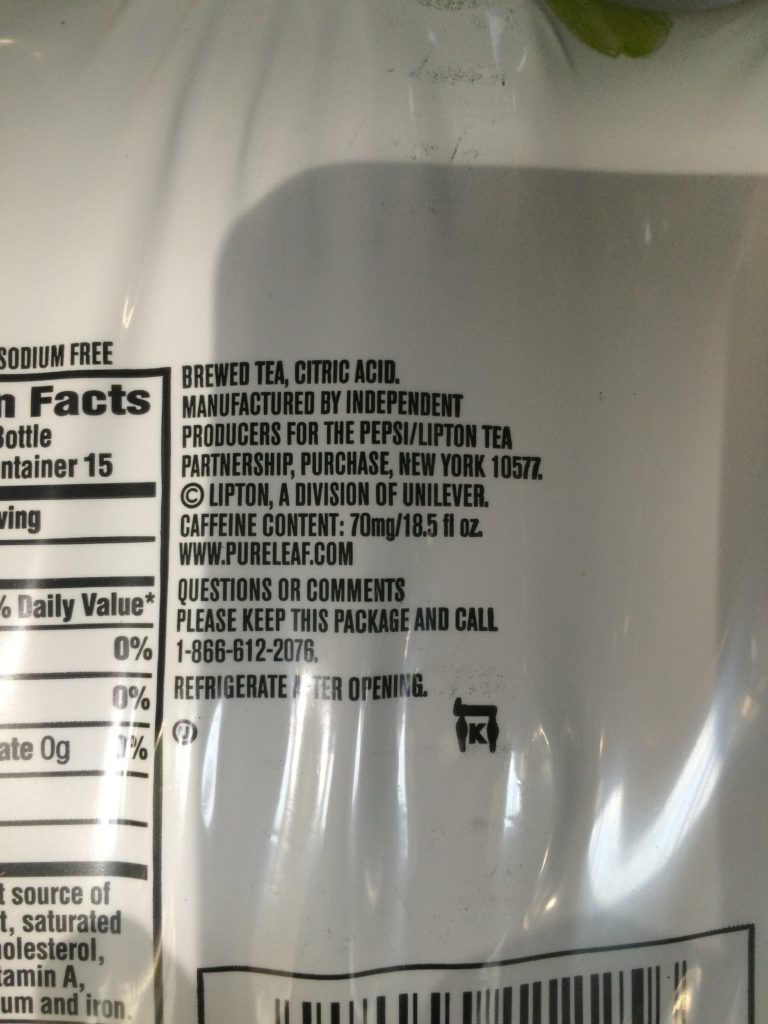 SODIUM FREE
n Facts
Bottle
ntainer 15
ving
% Daily Value*
0%
0%
ate 0g 0%
t source of
t, saturated
olesterol,
tamin A,
um and iron.
BREWED TEA, CITRIC ACID.
MANUFACTURED BY INDEPENDENT
PRODUCERS FOR THE PEPSI/LIPTON TEA
PARTNERSHIP, PURCHASE, NEW YORK 10577.
© LIPTON, A DIVISION OF UNILEVER.
CAFFEINE CONTENT: 70mg/18.5 fl oz.
WWW.PURELEAF.COM
QUESTIONS OR COMMENTS
PLEASE KEEP THIS PACKAGE AND CALL
1-866-612-2076.
REFRIGERATE AFTER OPENING.
K